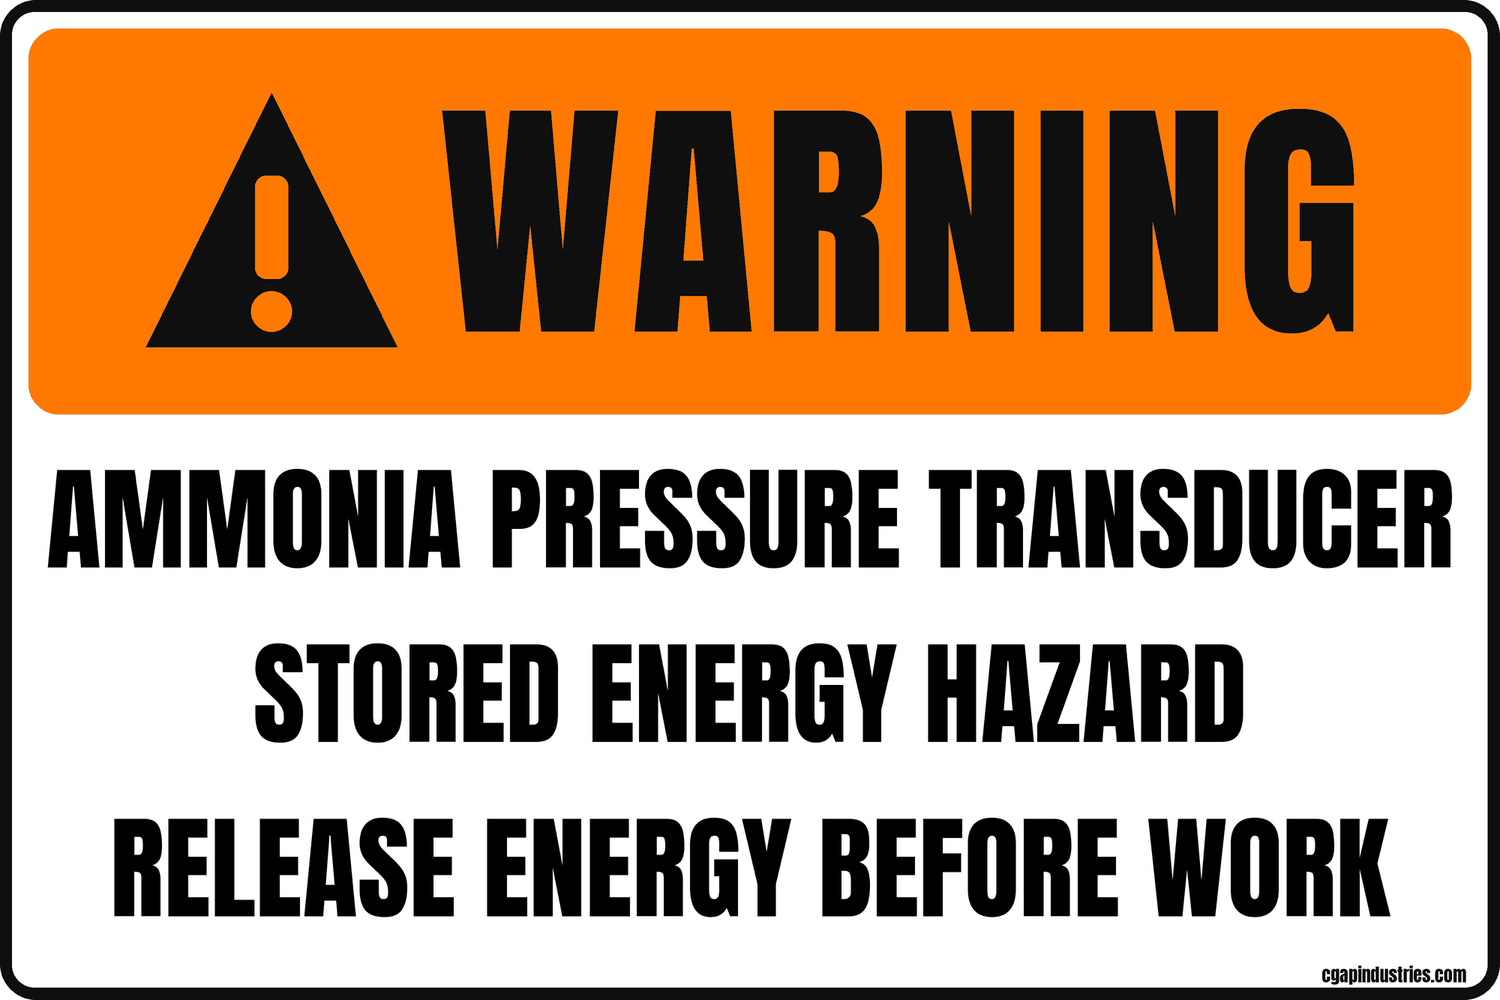 WARNING
AMMONIA PRESSURE TRANSDUCER
STORED ENERGY HAZARD
RELEASE ENERGY BEFORE WORK
cgapindustries.com